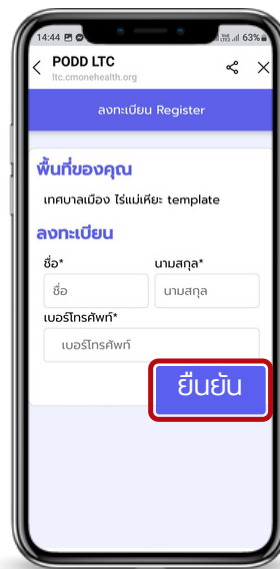 14:44
63%
PODD LTC
ltc.cmonehealth.org
ลงทะเบียน Register
พื้นที่ของคุณ
เทศบาลเมือง ไร่แม่เหียะ template
ลงทะเบียน
ชื่อ* นามสกุล*
ชื่อ นามสกุล
เบอร์โทรศัพท์*
เบอร์โทรศัพท์
ยืนยัน